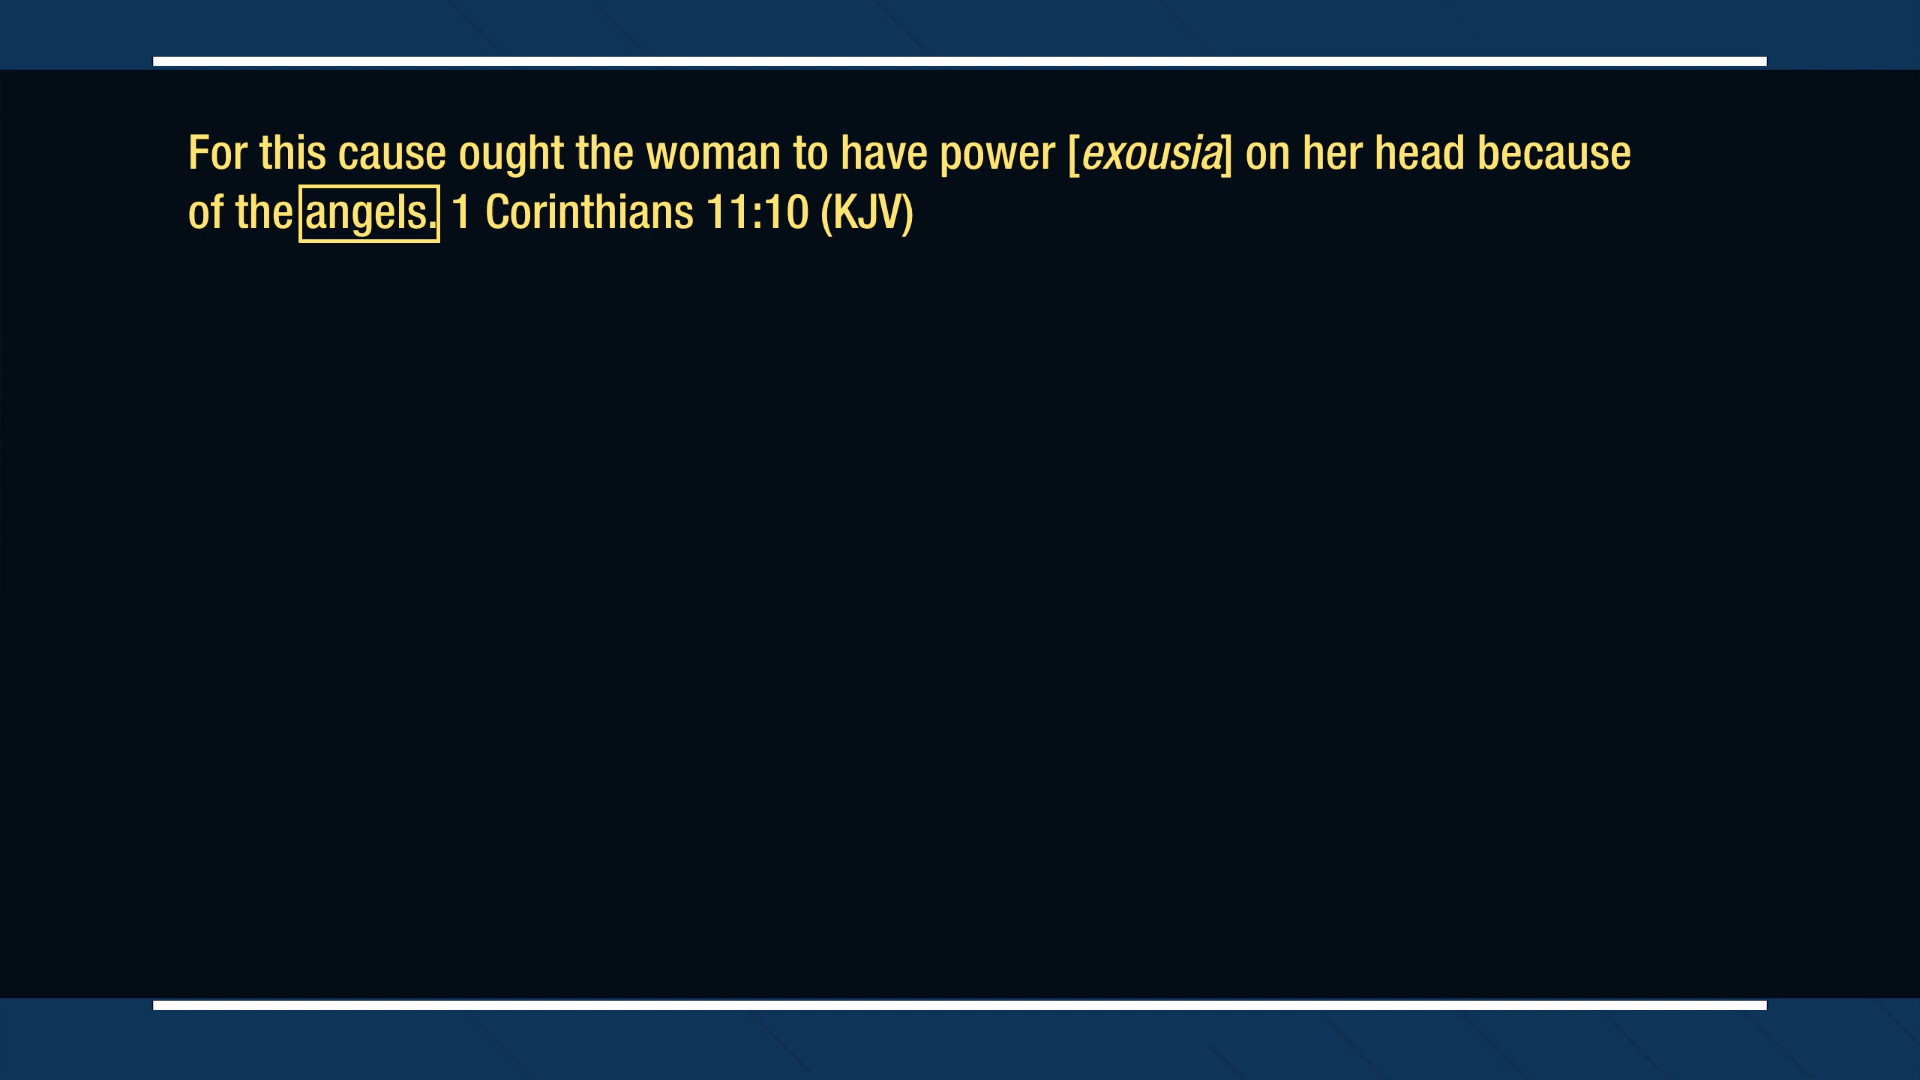 For this cause ought the woman to have power [exousia] on her head because
of the angels. 1 Corinthians 11:10 (KJV)